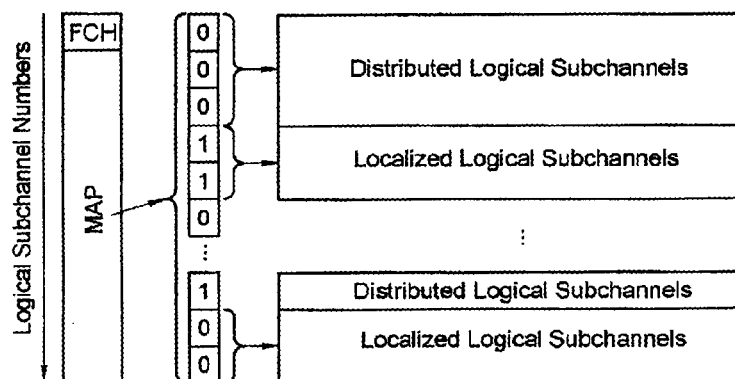 Logical Subchannel Numbers
FCH
MAP
0
0
0
1
1
0
⋮
1
0
0
Distributed Logical Subchannels
Localized Logical Subchannels
⋮
Distributed Logical Subchannels
Localized Logical Subchannels